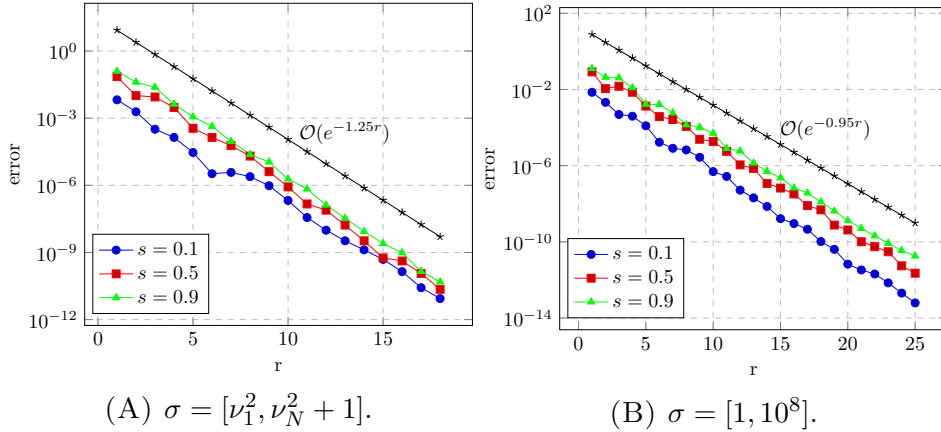 10^0
10^{-3}
10^{-6}
10^{-9}
10^{-12}
error
O(e^{-1.25r})
s = 0.1
s = 0.5
s = 0.9
0 5 10 15
r
(A) σ = [ν_1^2, ν_N^2 + 1].
10^2
10^{-2}
10^{-6}
10^{-10}
10^{-14}
error
O(e^{-0.95r})
s = 0.1
s = 0.5
s = 0.9
0 5 10 15 20 25
r
(B) σ = [1, 10^8].